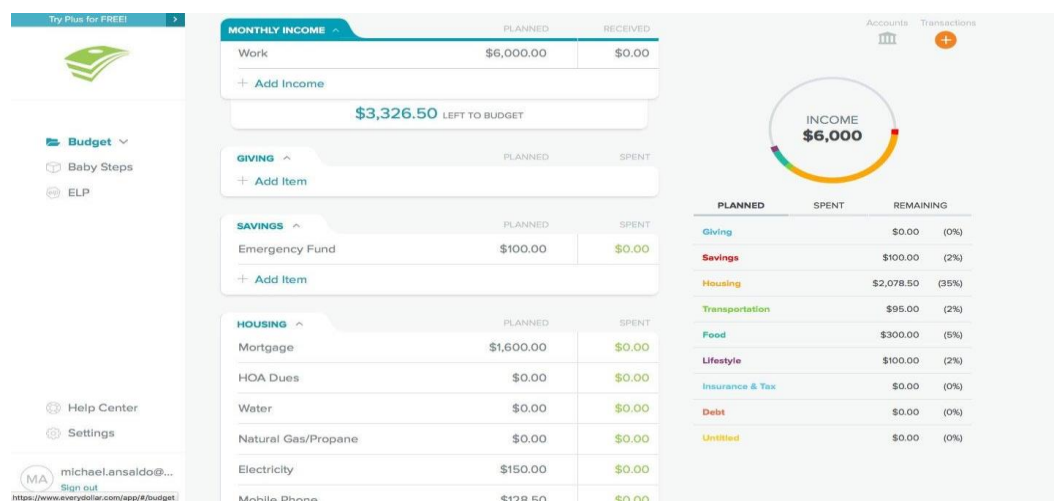 Try Plus for FREE! >
Budget
Baby Steps
ELP
Help Center
Settings
MA
michael.ansaldo@...
Sign out
https://www.everydollar.com/app/#/budget
MONTHLY INCOME PLANNED RECEIVED
Work $6,000.00 $0.00
+ Add Income
$3,326.50 LEFT TO BUDGET
GIVING PLANNED SPENT
+ Add Item
SAVINGS PLANNED SPENT
Emergency Fund $100.00 $0.00
+ Add Item
HOUSING PLANNED SPENT
Mortgage $1,600.00 $0.00
HOA Dues $0.00 $0.00
Water $0.00 $0.00
Natural Gas/Propane $0.00 $0.00
Electricity $150.00 $0.00
Mobile Phone $128.50 $0.00
Accounts Transactions
INCOME
$6,000
PLANNED SPENT REMAINING
Giving $0.00 (0%)
Savings $100.00 (2%)
Housing $2,078.50 (35%)
Transportation $95.00 (2%)
Food $300.00 (5%)
Lifestyle $100.00 (2%)
Insurance & Tax $0.00 (0%)
Debt $0.00 (0%)
Untitled $0.00 (0%)